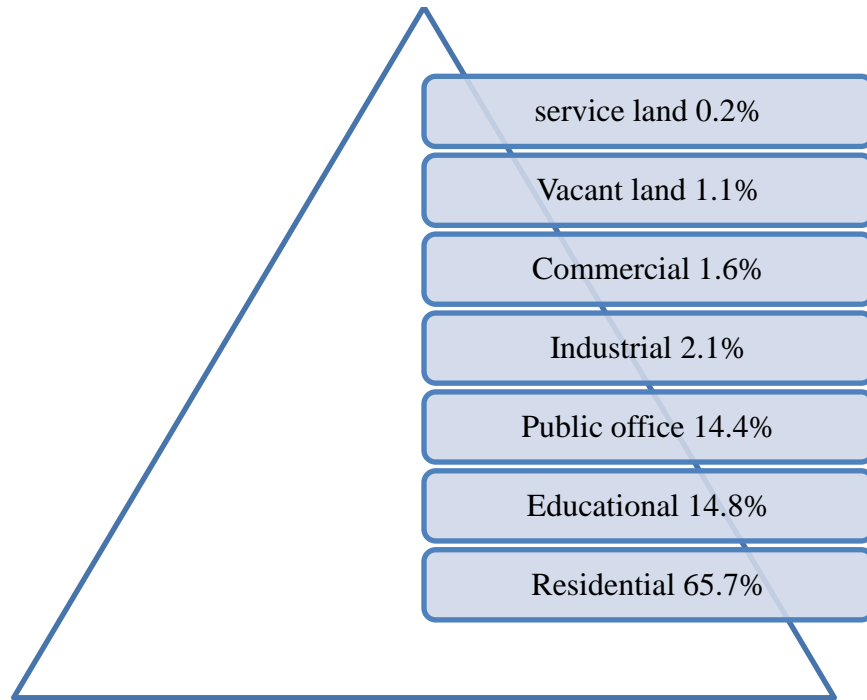 service land 0.2%
Vacant land 1.1%
Commercial 1.6%
Industrial 2.1%
Public office 14.4%
Educational 14.8%
Residential 65.7%